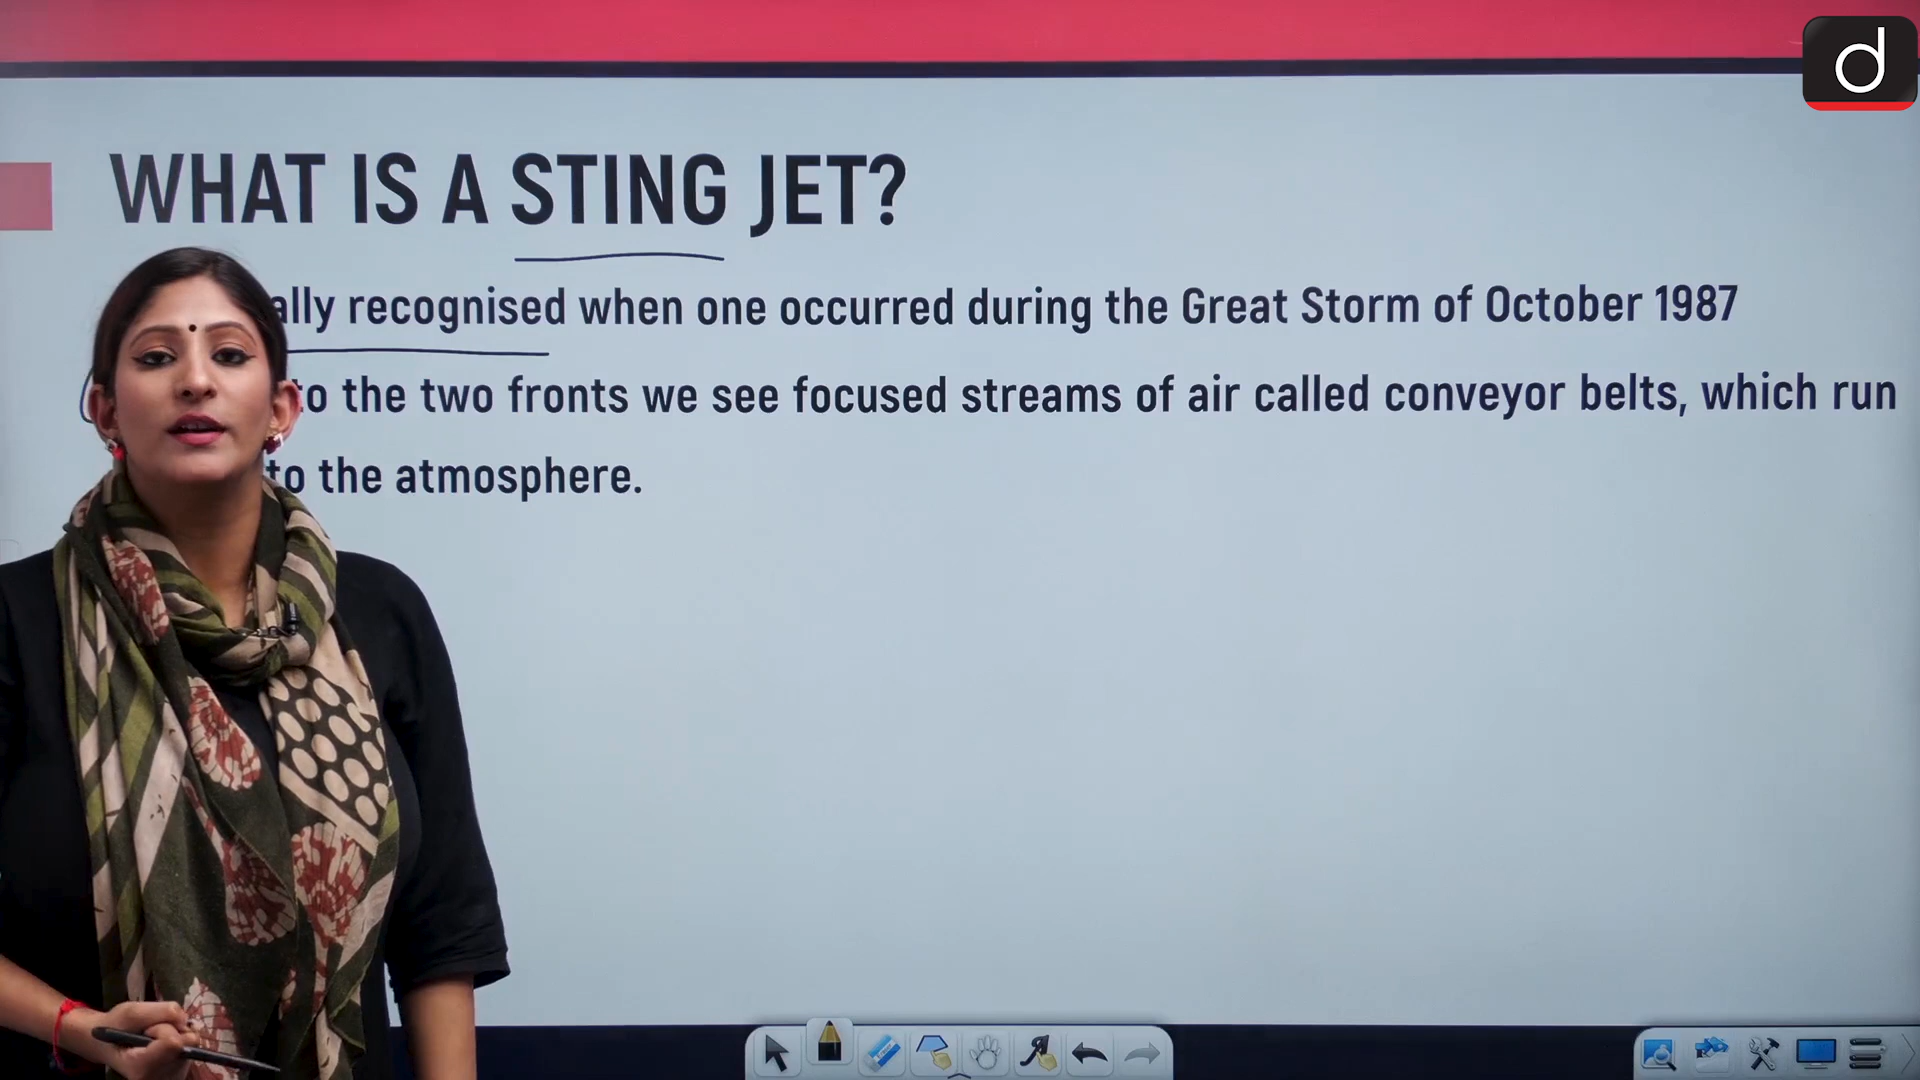 d
WHAT IS A STING JET?
recognised when one occurred during the Great Storm of October 1987
to the two fronts we see focused streams of air called conveyor belts, which run
to the atmosphere.